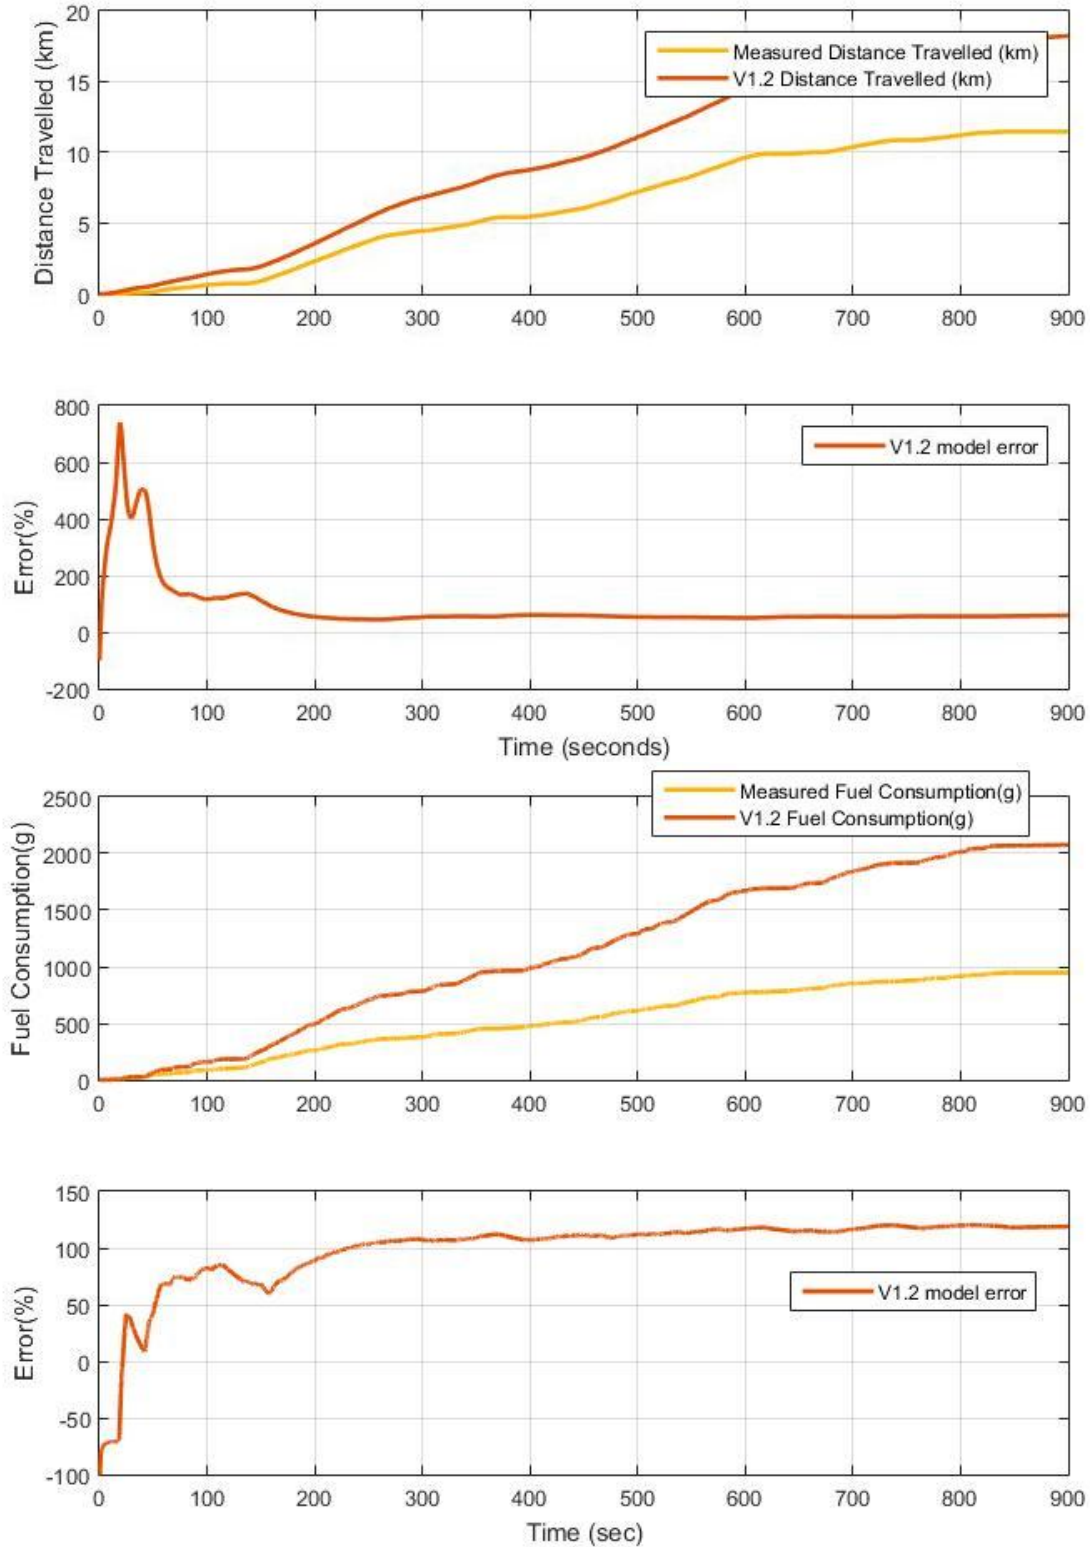 20
15
10
5
0
Distance Travelled (km)
Measured Distance Travelled (km)
V1.2 Distance Travelled (km)
0 100 200 300 400 500 600 700 800 900
800
600
400
200
0
-200
Error(%)
V1.2 model error
0 100 200 300 400 500 600 700 800 900
Time (seconds)
2500
2000
1500
1000
500
0
Fuel Consumption(g)
Measured Fuel Consumption(g)
V1.2 Fuel Consumption(g)
0 100 200 300 400 500 600 700 800 900
150
100
50
0
-50
-100
Error(%)
V1.2 model error
0 100 200 300 400 500 600 700 800 900
Time (sec)